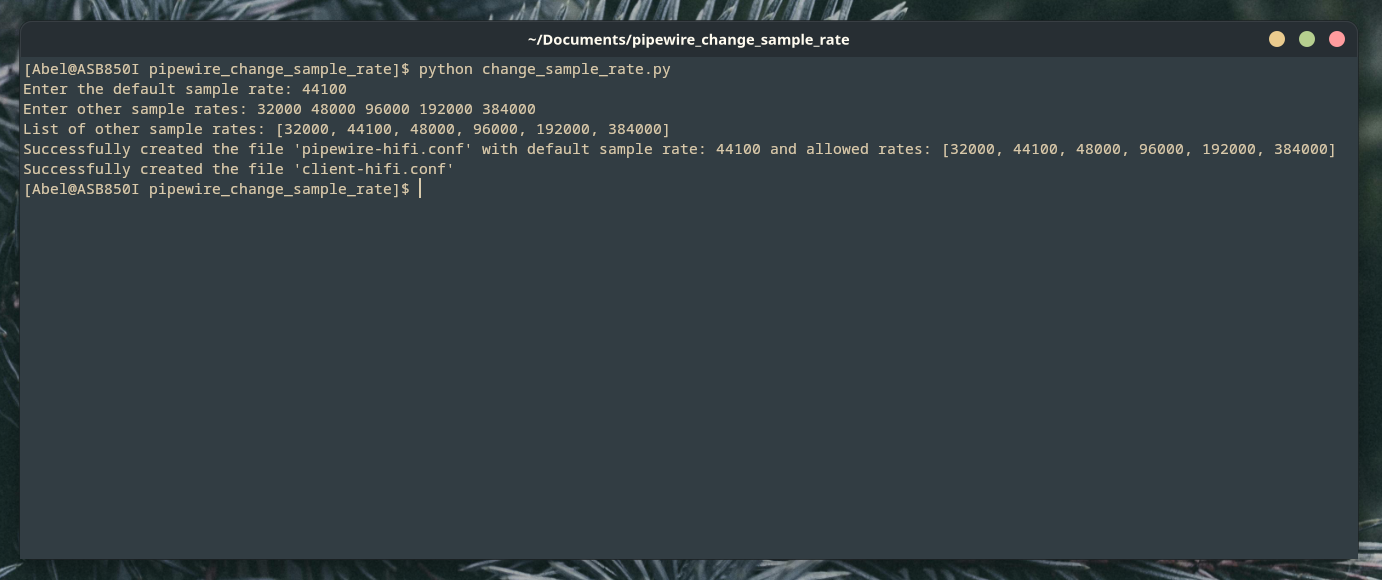 ~/Documents/pipewire_change_sample_rate
[Abel@ASB850I pipewire_change_sample_rate]$ python change_sample_rate.py
Enter the default sample rate: 44100
Enter other sample rates: 32000 48000 96000 192000 384000
List of other sample rates: [32000, 44100, 48000, 96000, 192000, 384000]
Successfully created the file 'pipewire-hifi.conf' with default sample rate: 44100 and allowed rates: [32000, 44100, 48000, 96000, 192000, 384000]
Successfully created the file 'client-hifi.conf'
[Abel@ASB850I pipewire_change_sample_rate]$